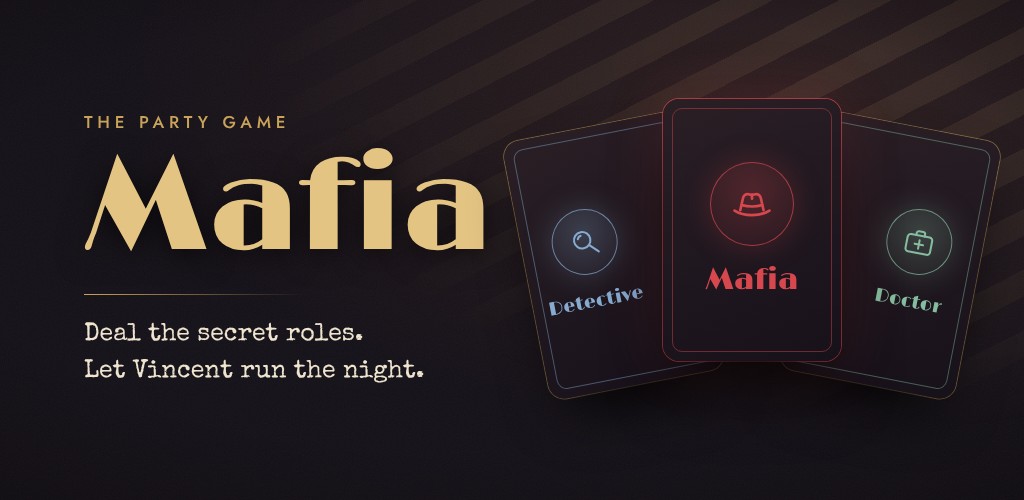 THE PARTY GAME
Mafia
Deal the secret roles.
Let Vincent run the night.
Detective
Mafia
Doctor